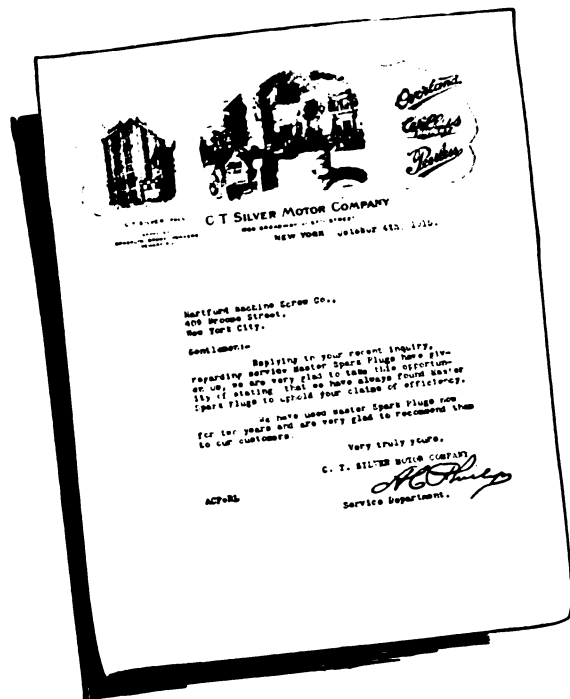 Overland
Willys
C T SILVER MOTOR COMPANY
NEW YORK October 4th, 1915.
Hartford Machine Screw Co.,
409 Broome Street,
New York City.
Gentlemen:-
Replying to your recent inquiry,
regarding service Master Spark Plugs have giv-
en us, we are very glad to take this opportun-
ity of stating that we have always found Master
Spark Plugs to uphold your claims of efficiency.
We have used Master Spark Plugs now
for ten years and are very glad to recommend them
to our customers.
Very truly yours,
C. T. SILVER MOTOR COMPANY
Service Department.